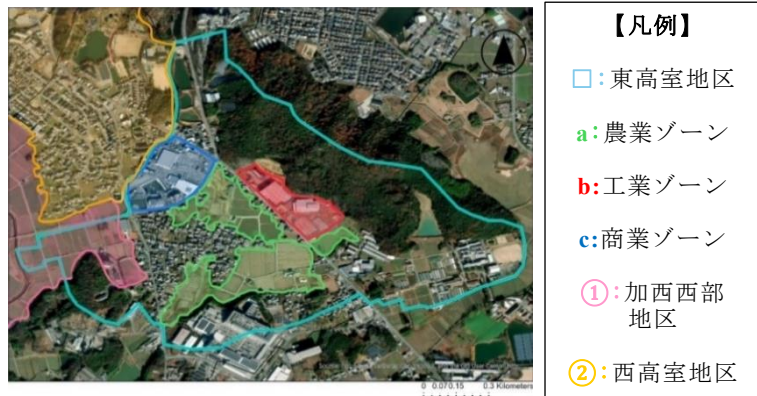 【凡例】
□:東高室地区
a:農業ゾーン
b:工業ゾーン
c:商業ゾーン
①:加西西部
地区
②:西高室地区
0 0.07 0.15 0.3 Kilometers